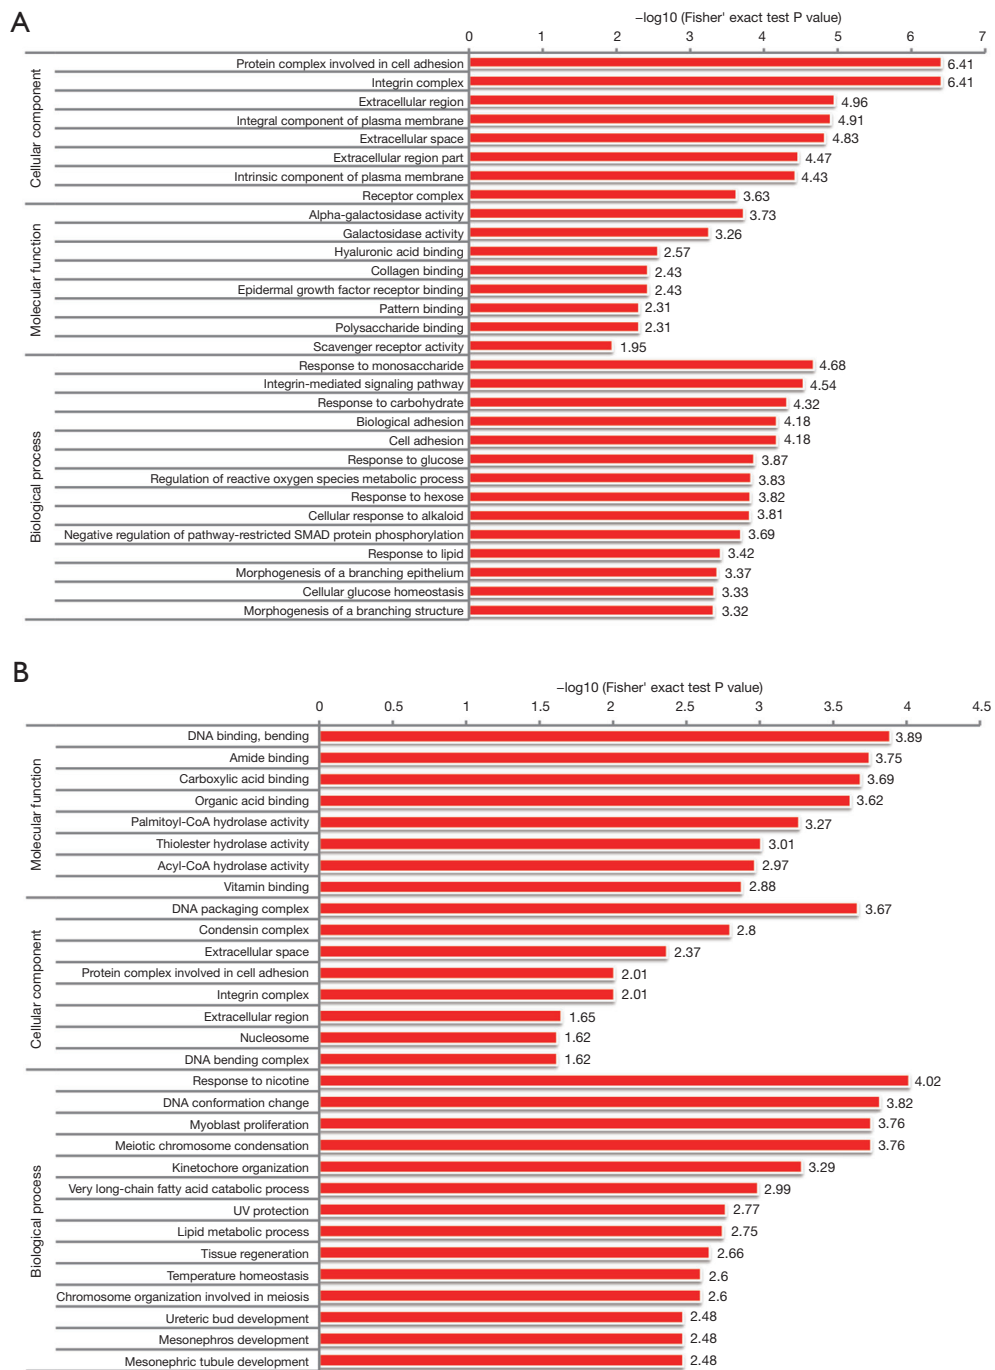 A
−log10 (Fisher' exact test P value)
0 1 2 3 4 5 6 7
Cellular component
Protein complex involved in cell adhesion 6.41
Integrin complex 6.41
Extracellular region 4.96
Integral component of plasma membrane 4.91
Extracellular space 4.83
Extracellular region part 4.47
Intrinsic component of plasma membrane 4.43
Receptor complex 3.63
Molecular function
Alpha-galactosidase activity 3.73
Galactosidase activity 3.26
Hyaluronic acid binding 2.57
Collagen binding 2.43
Epidermal growth factor receptor binding 2.43
Pattern binding 2.31
Polysaccharide binding 2.31
Scavenger receptor activity 1.95
Biological process
Response to monosaccharide 4.68
Integrin-mediated signaling pathway 4.54
Response to carbohydrate 4.32
Biological adhesion 4.18
Cell adhesion 4.18
Response to glucose 3.87
Regulation of reactive oxygen species metabolic process 3.83
Response to hexose 3.82
Cellular response to alkaloid 3.81
Negative regulation of pathway-restricted SMAD protein phosphorylation 3.69
Response to lipid 3.42
Morphogenesis of a branching epithelium 3.37
Cellular glucose homeostasis 3.33
Morphogenesis of a branching structure 3.32
B
−log10 (Fisher' exact test P value)
0 0.5 1 1.5 2 2.5 3 3.5 4 4.5
Molecular function
DNA binding, bending 3.89
Amide binding 3.75
Carboxylic acid binding 3.69
Organic acid binding 3.62
Palmitoyl-CoA hydrolase activity 3.27
Thiolester hydrolase activity 3.01
Acyl-CoA hydrolase activity 2.97
Vitamin binding 2.88
Cellular component
DNA packaging complex 3.67
Condensin complex 2.8
Extracellular space 2.37
Protein complex involved in cell adhesion 2.01
Integrin complex 2.01
Extracellular region 1.65
Nucleosome 1.62
DNA bending complex 1.62
Biological process
Response to nicotine 4.02
DNA conformation change 3.82
Myoblast proliferation 3.76
Meiotic chromosome condensation 3.76
Kinetochore organization 3.29
Very long-chain fatty acid catabolic process 2.99
UV protection 2.77
Lipid metabolic process 2.75
Tissue regeneration 2.66
Temperature homeostasis 2.6
Chromosome organization involved in meiosis 2.6
Ureteric bud development 2.48
Mesonephros development 2.48
Mesonephric tubule development 2.48